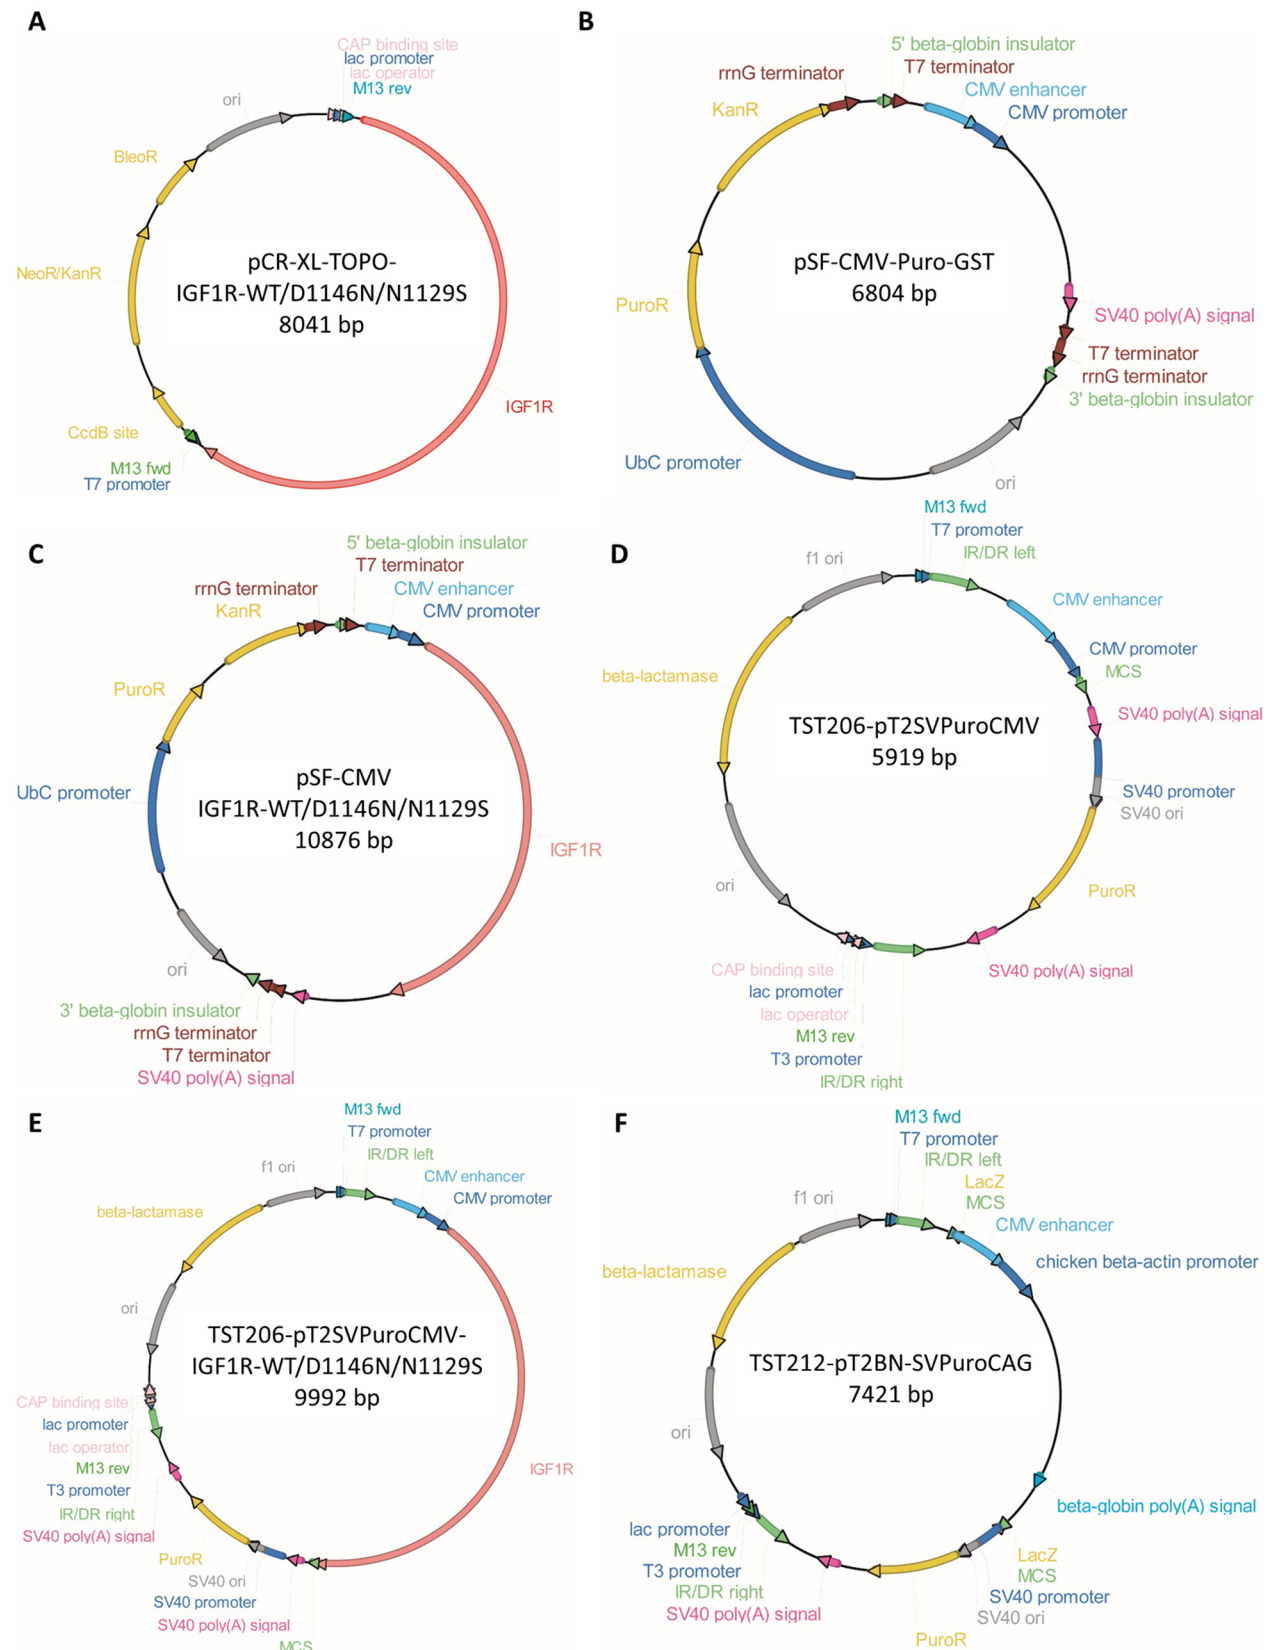 A
CAP binding site
lac promoter
lac operator
M13 rev
ori
BleoR
NeoR/KanR
pCR-XL-TOPO-
IGF1R-WT/D1146N/N1129S
8041 bp
IGF1R
CcdB site
M13 fwd
T7 promoter
B
5' beta-globin insulator
rrnG terminator
T7 terminator
CMV enhancer
KanR
CMV promoter
pSF-CMV-Puro-GST
6804 bp
PuroR
SV40 poly(A) signal
T7 terminator
rrnG terminator
3' beta-globin insulator
UbC promoter
ori
C
5' beta-globin insulator
T7 terminator
rrnG terminator
CMV enhancer
KanR
CMV promoter
PuroR
UbC promoter
pSF-CMV
IGF1R-WT/D1146N/N1129S
10876 bp
IGF1R
ori
3' beta-globin insulator
rrnG terminator
T7 terminator
SV40 poly(A) signal
D
M13 fwd
T7 promoter
IR/DR left
f1 ori
CMV enhancer
CMV promoter
MCS
beta-lactamase
SV40 poly(A) signal
TST206-pT2SVPuroCMV
5919 bp
SV40 promoter
SV40 ori
ori
PuroR
SV40 poly(A) signal
CAP binding site
lac promoter
lac operator
M13 rev
T3 promoter
IR/DR right
E
M13 fwd
T7 promoter
IR/DR left
f1 ori
CMV enhancer
CMV promoter
beta-lactamase
ori
TST206-pT2SVPuroCMV-
IGF1R-WT/D1146N/N1129S
9992 bp
CAP binding site
lac promoter
lac operator
M13 rev
T3 promoter
IR/DR right
SV40 poly(A) signal
IGF1R
PuroR
SV40 ori
SV40 promoter
SV40 poly(A) signal
MCS
F
M13 fwd
T7 promoter
IR/DR left
LacZ
MCS
f1 ori
CMV enhancer
chicken beta-actin promoter
beta-lactamase
TST212-pT2BN-SVPuroCAG
7421 bp
ori
beta-globin poly(A) signal
lac promoter
M13 rev
T3 promoter
IR/DR right
SV40 poly(A) signal
LacZ
MCS
SV40 promoter
SV40 ori
PuroR